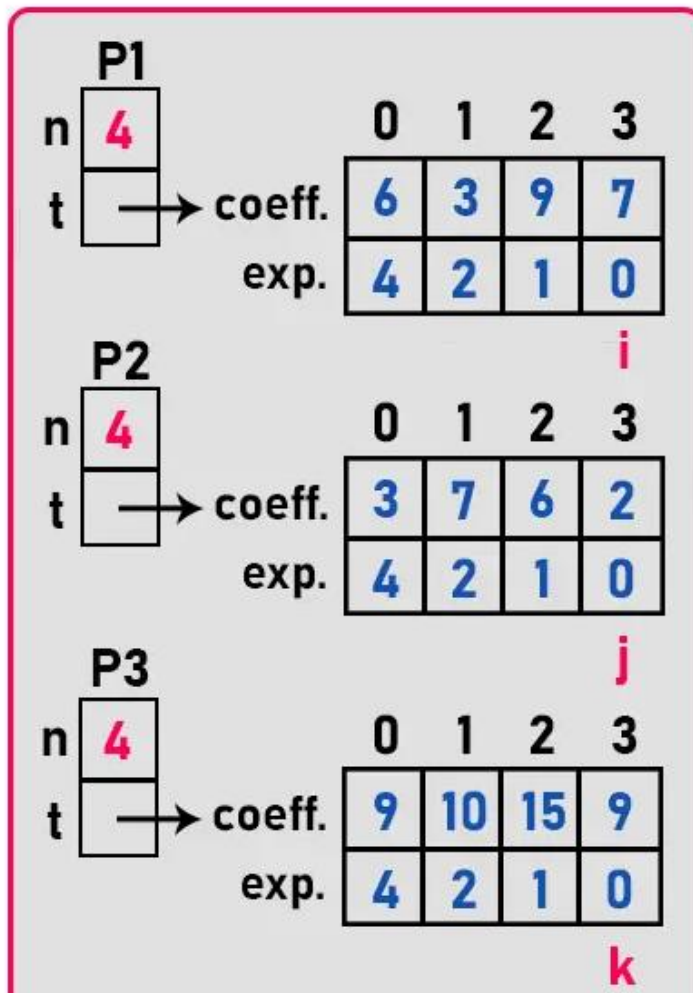 P1
n 4
0 1 2 3
t coeff. 6 3 9 7
exp. 4 2 1 0
i
P2
n 4
0 1 2 3
t coeff. 3 7 6 2
exp. 4 2 1 0
j
P3
n 4
0 1 2 3
t coeff. 9 10 15 9
exp. 4 2 1 0
k